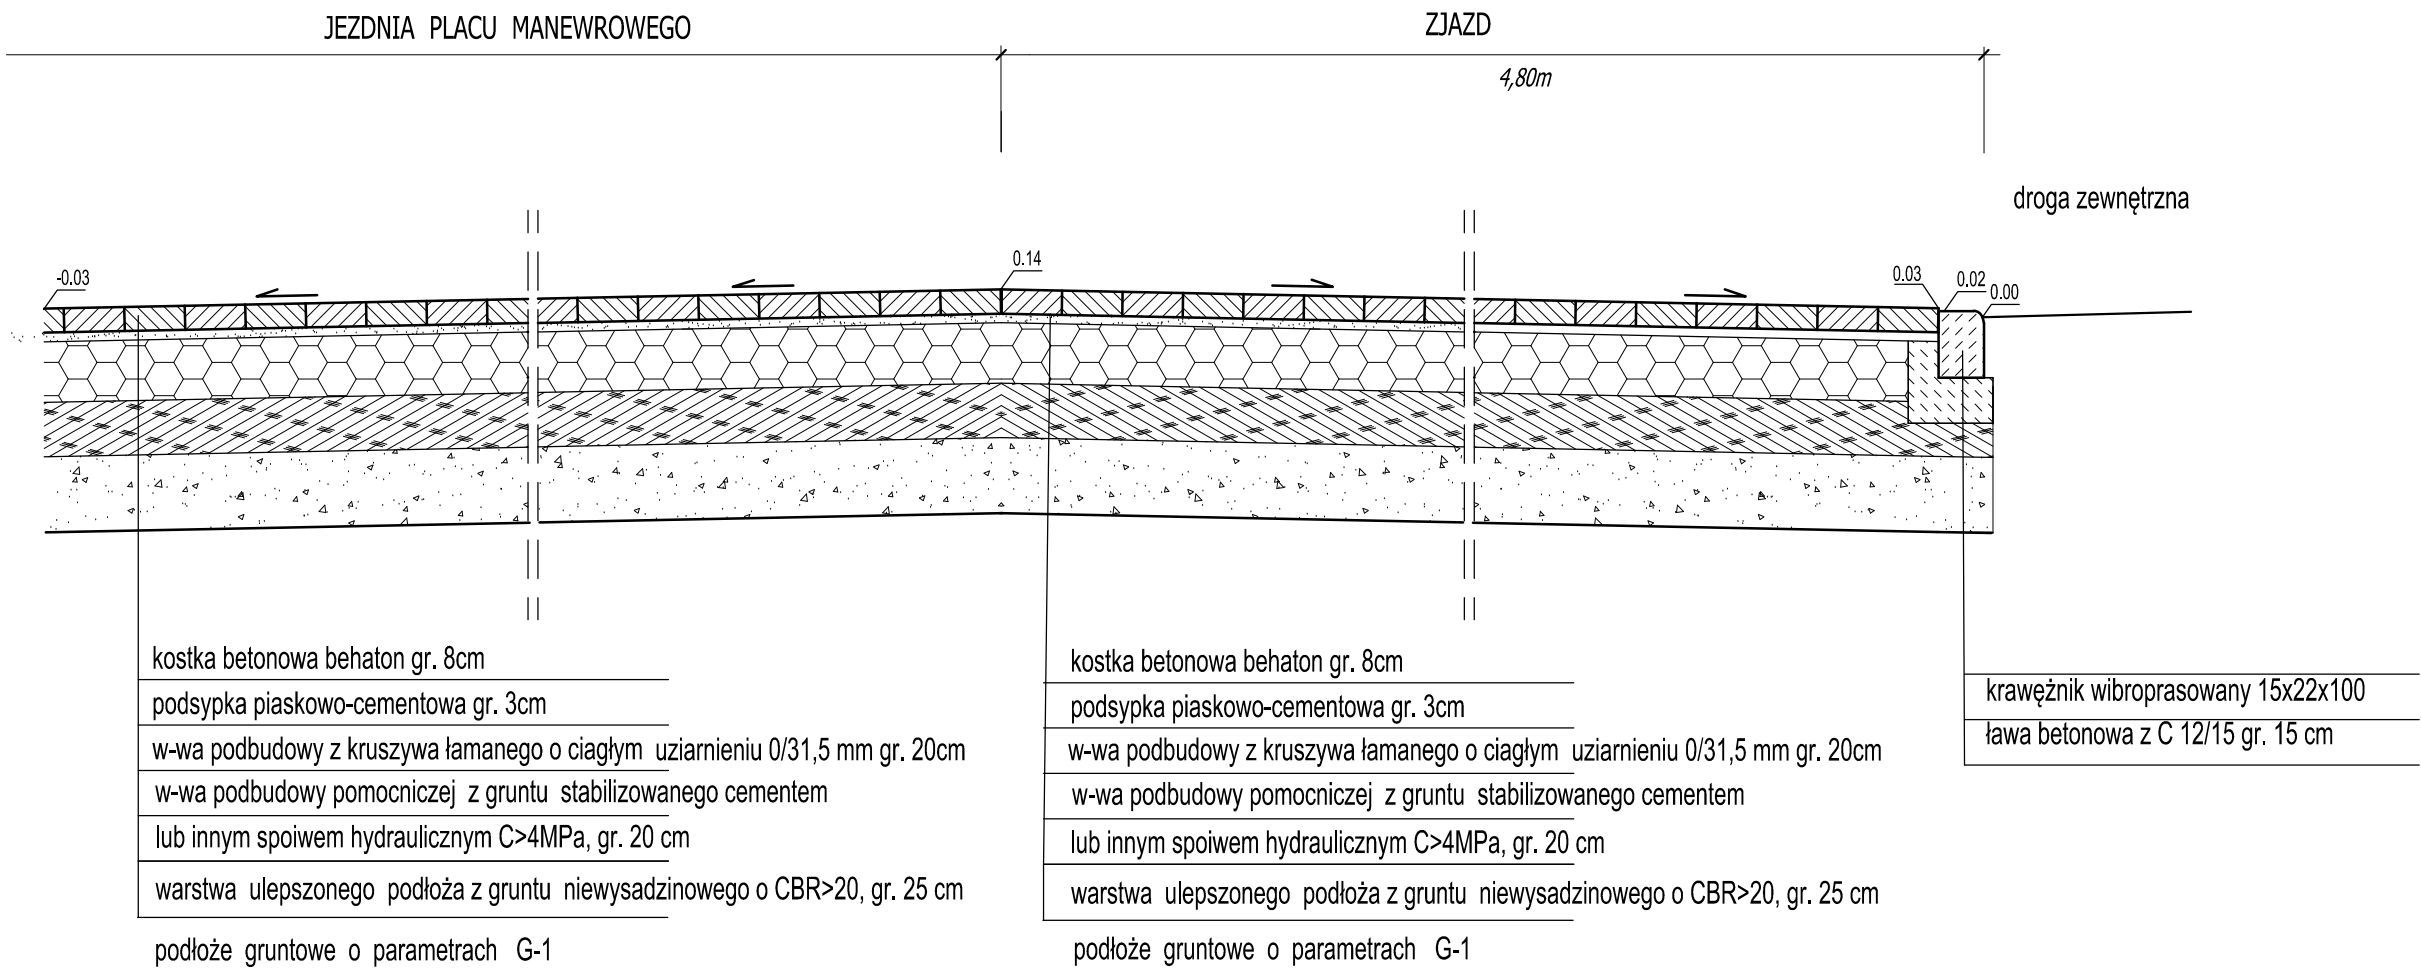 JEZDNIA PLACU MANEWROWEGO
ZJAZD
4,80m
droga zewnętrzna
-0.03
0.14
0.03
0.02
0.00
kostka betonowa behaton gr. 8cm
podsypka piaskowo-cementowa gr. 3cm
w-wa podbudowy z kruszywa łamanego o ciagłym uziarnieniu 0/31,5 mm gr. 20cm
w-wa podbudowy pomocniczej z gruntu stabilizowanego cementem
lub innym spoiwem hydraulicznym C>4MPa, gr. 20 cm
warstwa ulepszonego podłoża z gruntu niewysadzinowego o CBR>20, gr. 25 cm
podłoże gruntowe o parametrach G-1
kostka betonowa behaton gr. 8cm
podsypka piaskowo-cementowa gr. 3cm
w-wa podbudowy z kruszywa łamanego o ciagłym uziarnieniu 0/31,5 mm gr. 20cm
w-wa podbudowy pomocniczej z gruntu stabilizowanego cementem
lub innym spoiwem hydraulicznym C>4MPa, gr. 20 cm
warstwa ulepszonego podłoża z gruntu niewysadzinowego o CBR>20, gr. 25 cm
podłoże gruntowe o parametrach G-1
krawężnik wibroprasowany 15x22x100
ława betonowa z C 12/15 gr. 15 cm